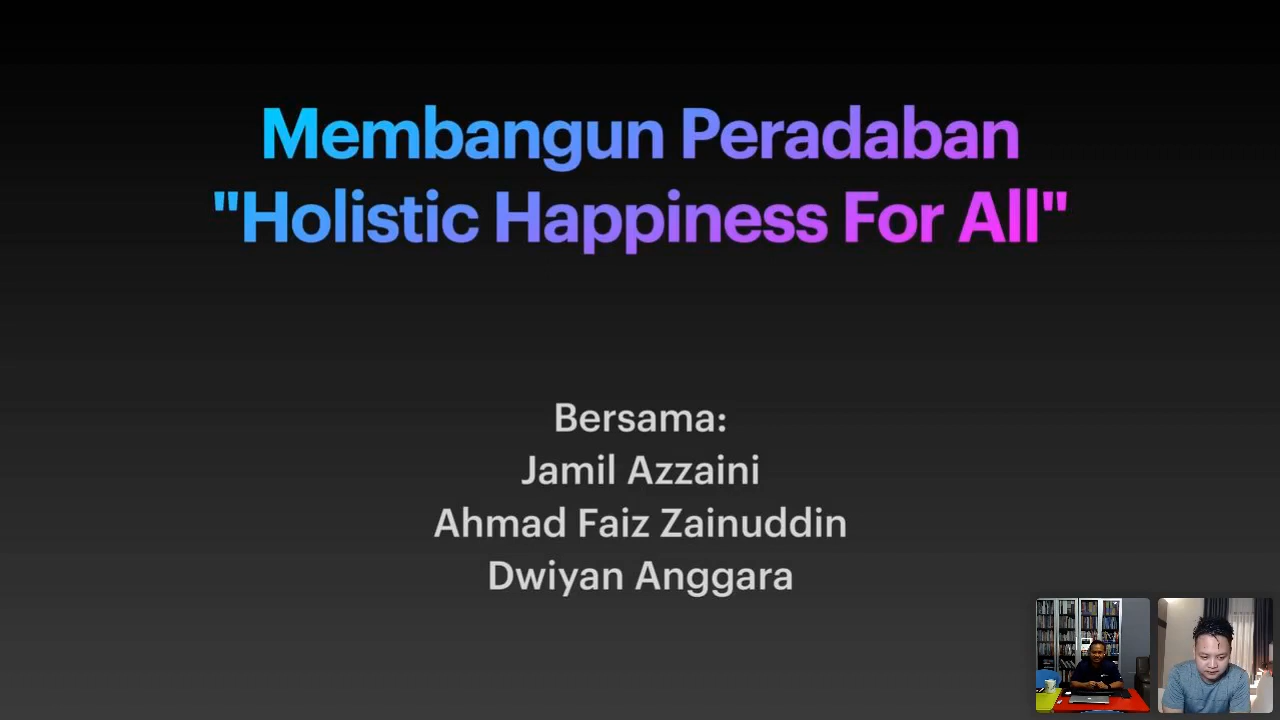 Membangun Peradaban
"Holistic Happiness For All"
Bersama:
Jamil Azzaini
Ahmad Faiz Zainuddin
Dwiyan Anggara